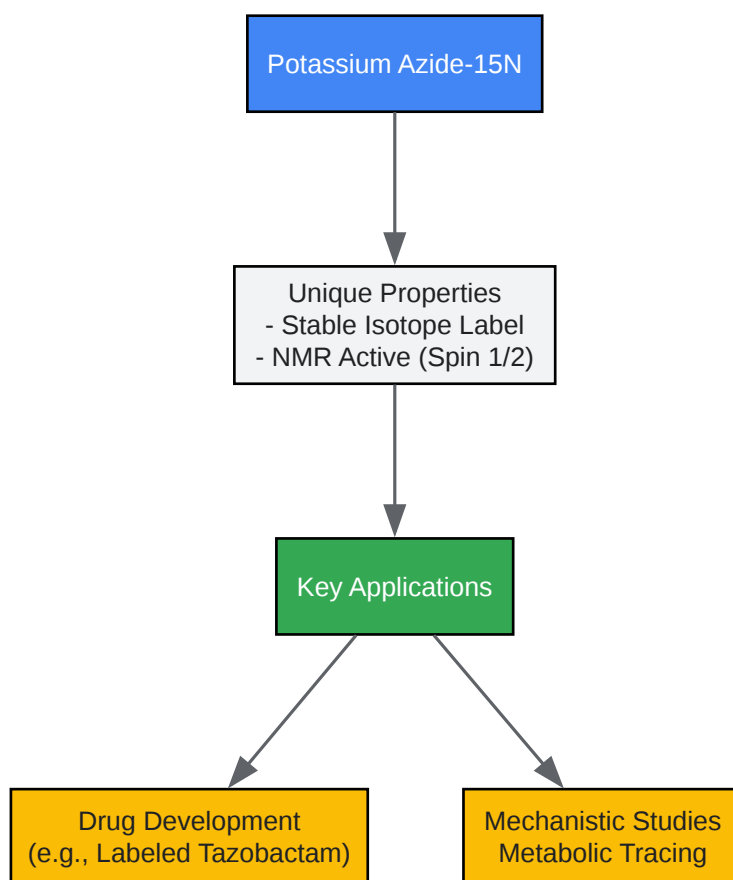 Potassium Azide-15N
Unique Properties
- Stable Isotope Label
- NMR Active (Spin 1/2)
Key Applications
Drug Development
(e.g., Labeled Tazobactam)
Mechanistic Studies
Metabolic Tracing